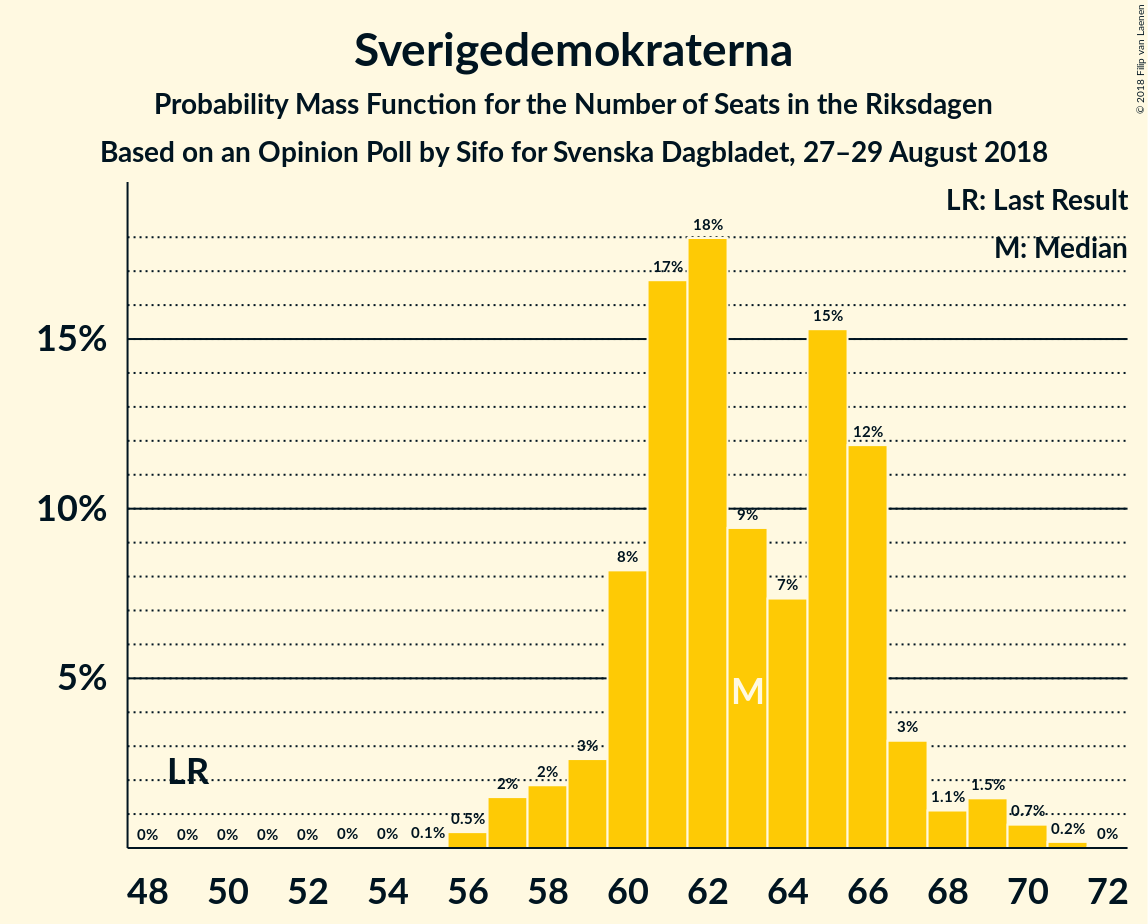 © 2018 Filip van Laenen
Sverigedemokraterna
Probability Mass Function for the Number of Seats in the Riksdagen
Based on an Opinion Poll by Sifo for Svenska Dagbladet, 27–29 August 2018
LR: Last Result
M: Median
15%
10%
5%
LR
M
0% 0% 0% 0% 0% 0% 0% 0.1% 0.5% 2% 2% 3% 8% 17% 18% 9% 7% 15% 12% 3% 1.1% 1.5% 0.7% 0.2% 0%
48 50 52 54 56 58 60 62 64 66 68 70 72